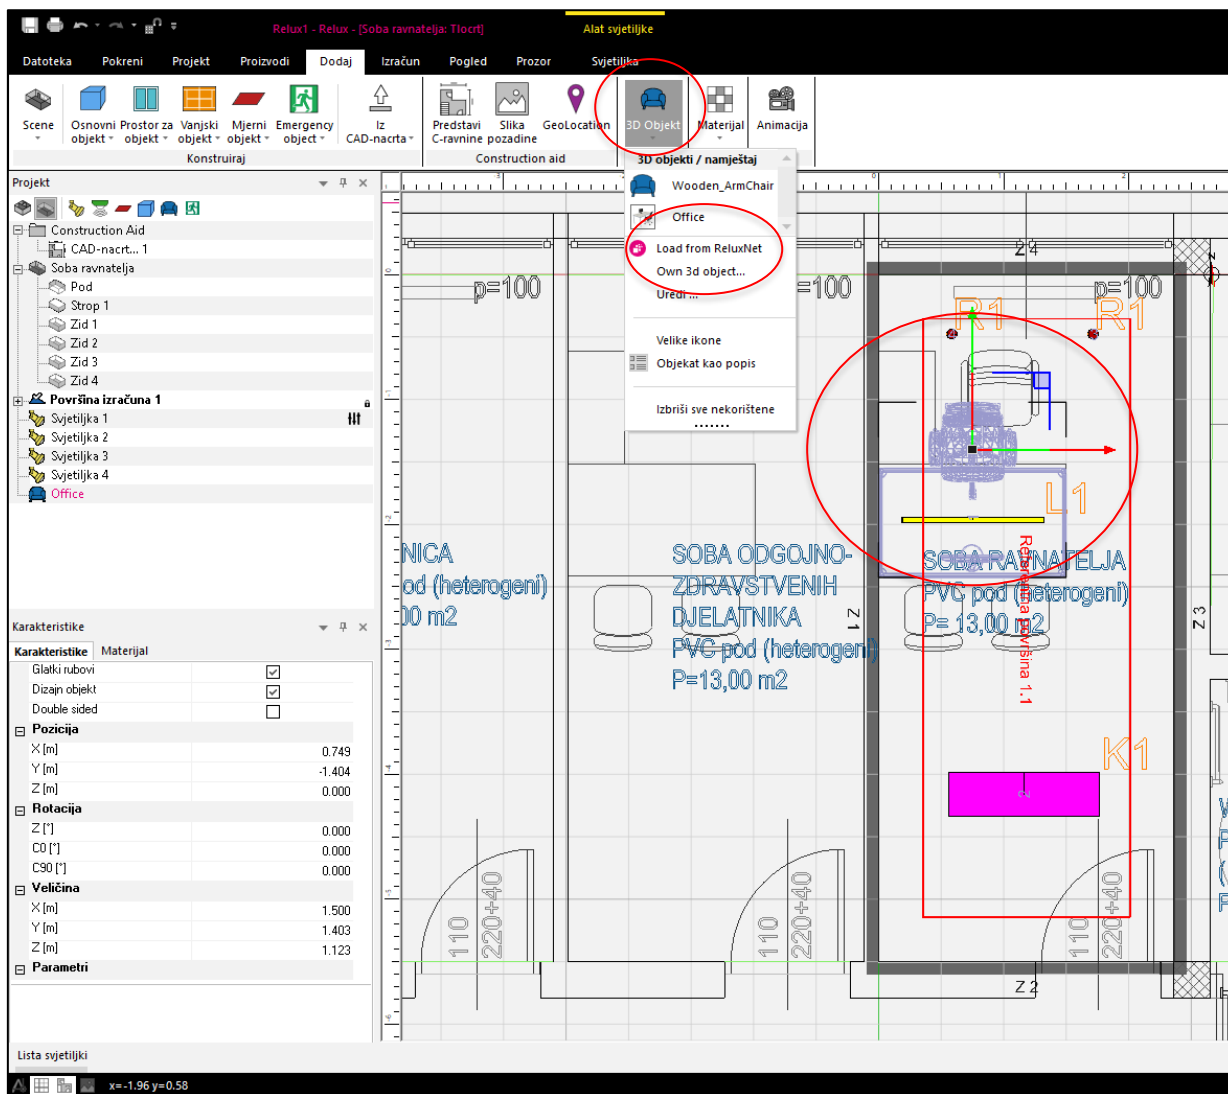 Relux1 - Relux - [Soba ravnatelja: Tlocrt]
Alat svjetiljke
Datoteka Pokreni Projekt Proizvodi Dodaj Izračun Pogled Prozor Svjetiljka
Scene
Osnovni objekt
Prostor za objekt
Vanjski objekt
Mjerni objekt
Emergency object
Iz CAD-nacrta
Predstavi C-ravnine
Slika pozadine
GeoLocation
3D Objekt
Materijal
Animacija
Konstruiraj
Construction aid
3D objekti / namještaj
Wooden_ArmChair
Office
Load from ReluxNet
Own 3d object...
Uredi ...
Velike ikone
Objekat kao popis
Izbriši sve nekorištene
Projekt
Construction Aid
CAD-nacrt... 1
Soba ravnatelja
Pod
Strop 1
Zid 1
Zid 2
Zid 3
Zid 4
Površina izračuna 1
Svjetiljka 1
Svjetiljka 2
Svjetiljka 3
Svjetiljka 4
Office
Karakteristike
Karakteristike Materijal
Glatki rubovi
Dizajn objekt
Double sided
Pozicija
X [m] 0.749
Y [m] -1.404
Z [m] 0.000
Rotacija
Z [°] 0.000
C0 [°] 0.000
C90 [°] 0.000
Veličina
X [m] 1.500
Y [m] 1.403
Z [m] 1.123
Parametri
Lista svjetiljki
x=-1.96 y=0.58
p=100
=100
p=100
Z 4
R1
R1
L1
K1
NICA
od (heterogeni)
00 m2
SOBA ODGOJNO-
ZDRAVSTVENIH
DJELATNIKA
PVC pod (heterogeni)
P=13,00 m2
SOBA RAVNATELJA
PVC pod (heterogeni)
P= 13,00 m2
Referentna površina 1.1
Z 1
Z 3
Z 2
2
110
220+40
110
220+40
110
220+40